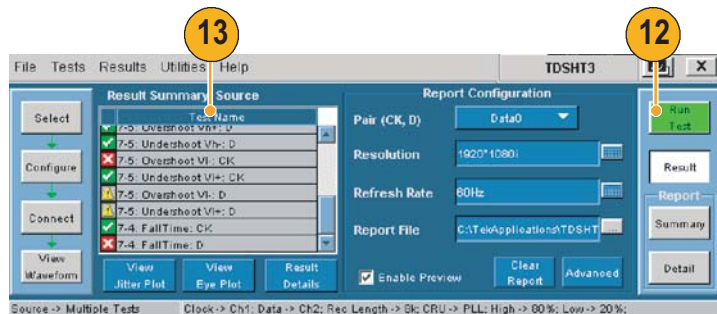 13
12
File Tests Results Utilities Help TDSHT3 X
Result Summary Source
Report Configuration
Select
Configure
Connect
View
Waveform
Test Name
7-5: Overshoot Vh+: D
7-5: Undershoot Vh-: D
7-5: Overshoot Vl-: CK
7-5: Undershoot Vl+: CK
7-5: Overshoot Vl-: D
7-5: Undershoot Vl+: D
7-4: FallTime: CK
7-4: FallTime: D
View
Jitter Plot
View
Eye Plot
Result
Details
Pair (CK, D) Data0
Resolution 1920*1080i
Refresh Rate 60Hz
Report File C:\TekApplications\TDSHT ...
Enable Preview
Clear
Report
Advanced
Run
Test
Result
Report
Summary
Detail
Source -> Multiple Tests Clock-> Ch1; Data -> Ch2; Rec Length -> 8k; CRU -> PLL; High -> 80%; Low-> 20%;